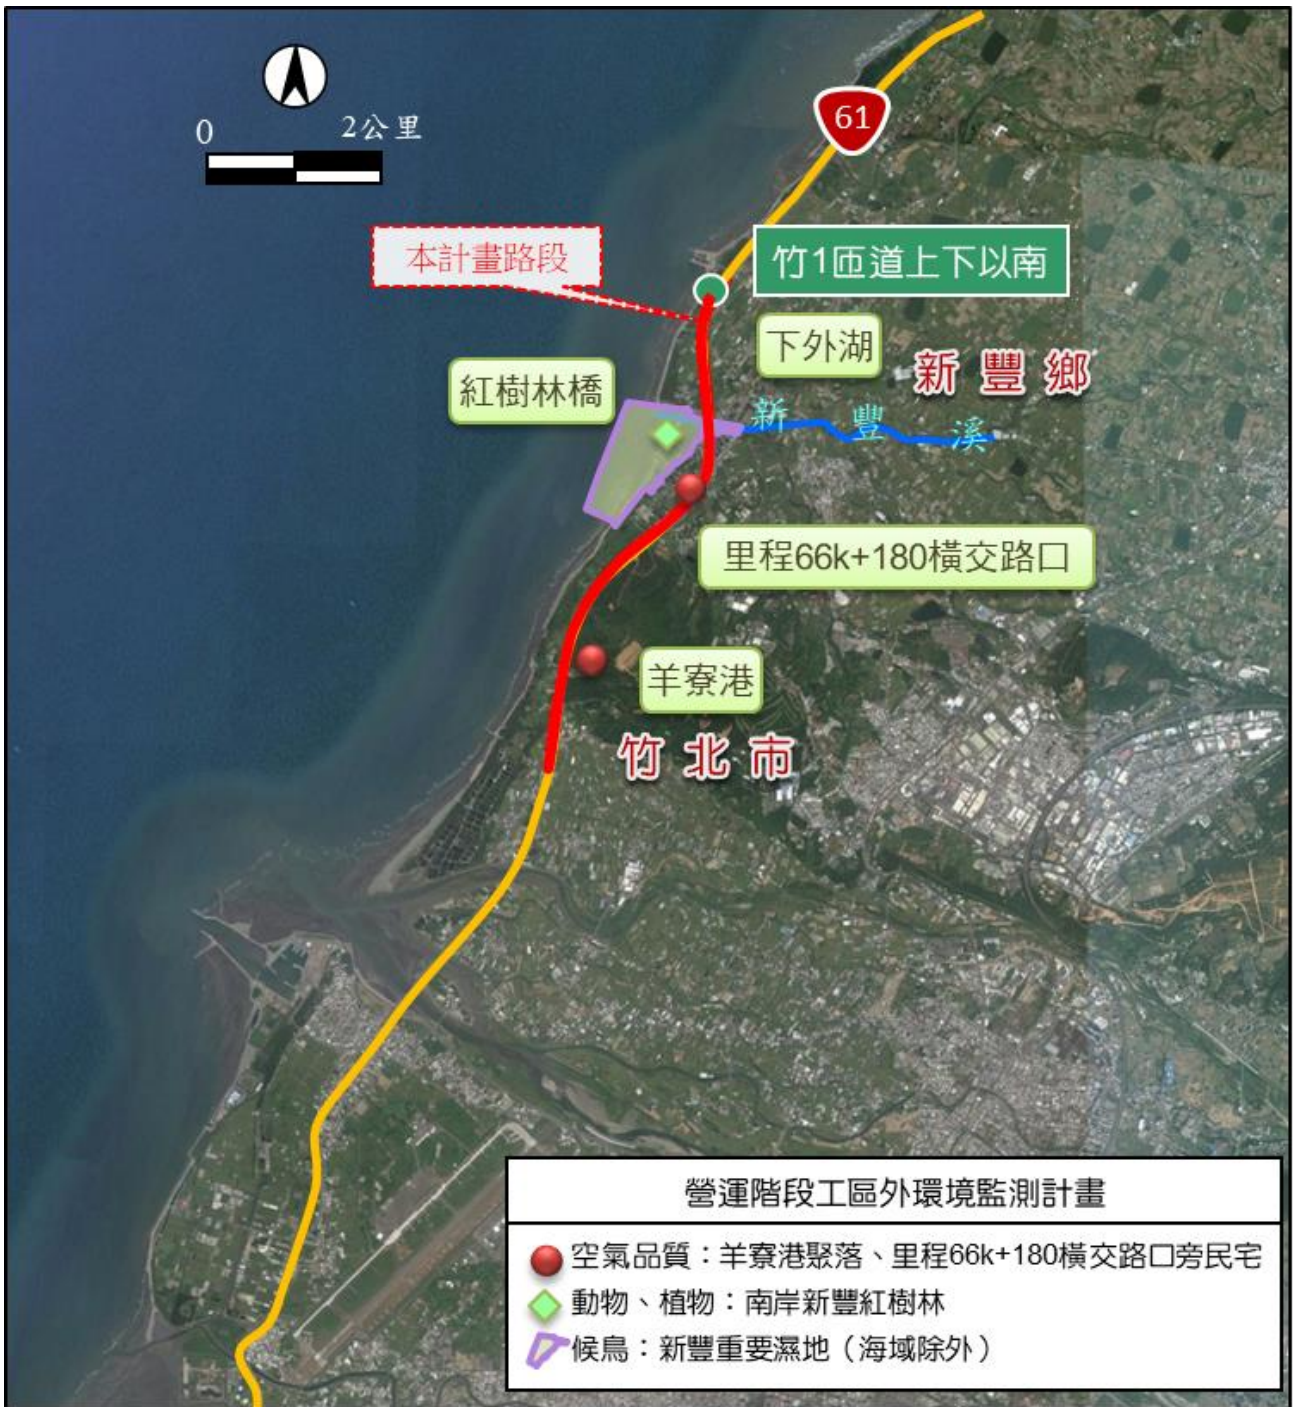 0 2公里
61
本計畫路段
竹1匝道上下以南
下外湖
新豐鄉
紅樹林橋
新豐溪
里程66k+180橫交路口
羊寮港
竹北市
營運階段工區外環境監測計畫
空氣品質：羊寮港聚落、里程66k+180橫交路口旁民宅
動物、植物：南岸新豐紅樹林
候鳥：新豐重要濕地（海域除外）